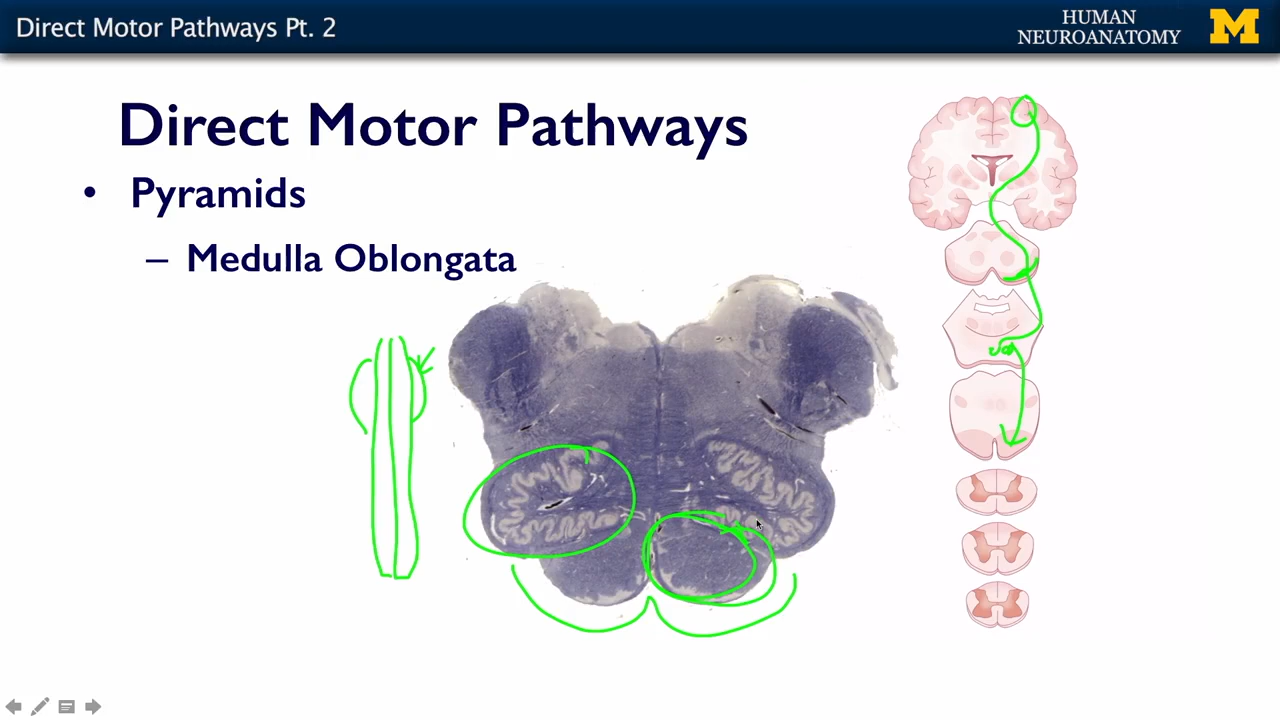 Direct Motor Pathways Pt. 2
HUMAN
NEUROANATOMY
M
Direct Motor Pathways
• Pyramids
– Medulla Oblongata